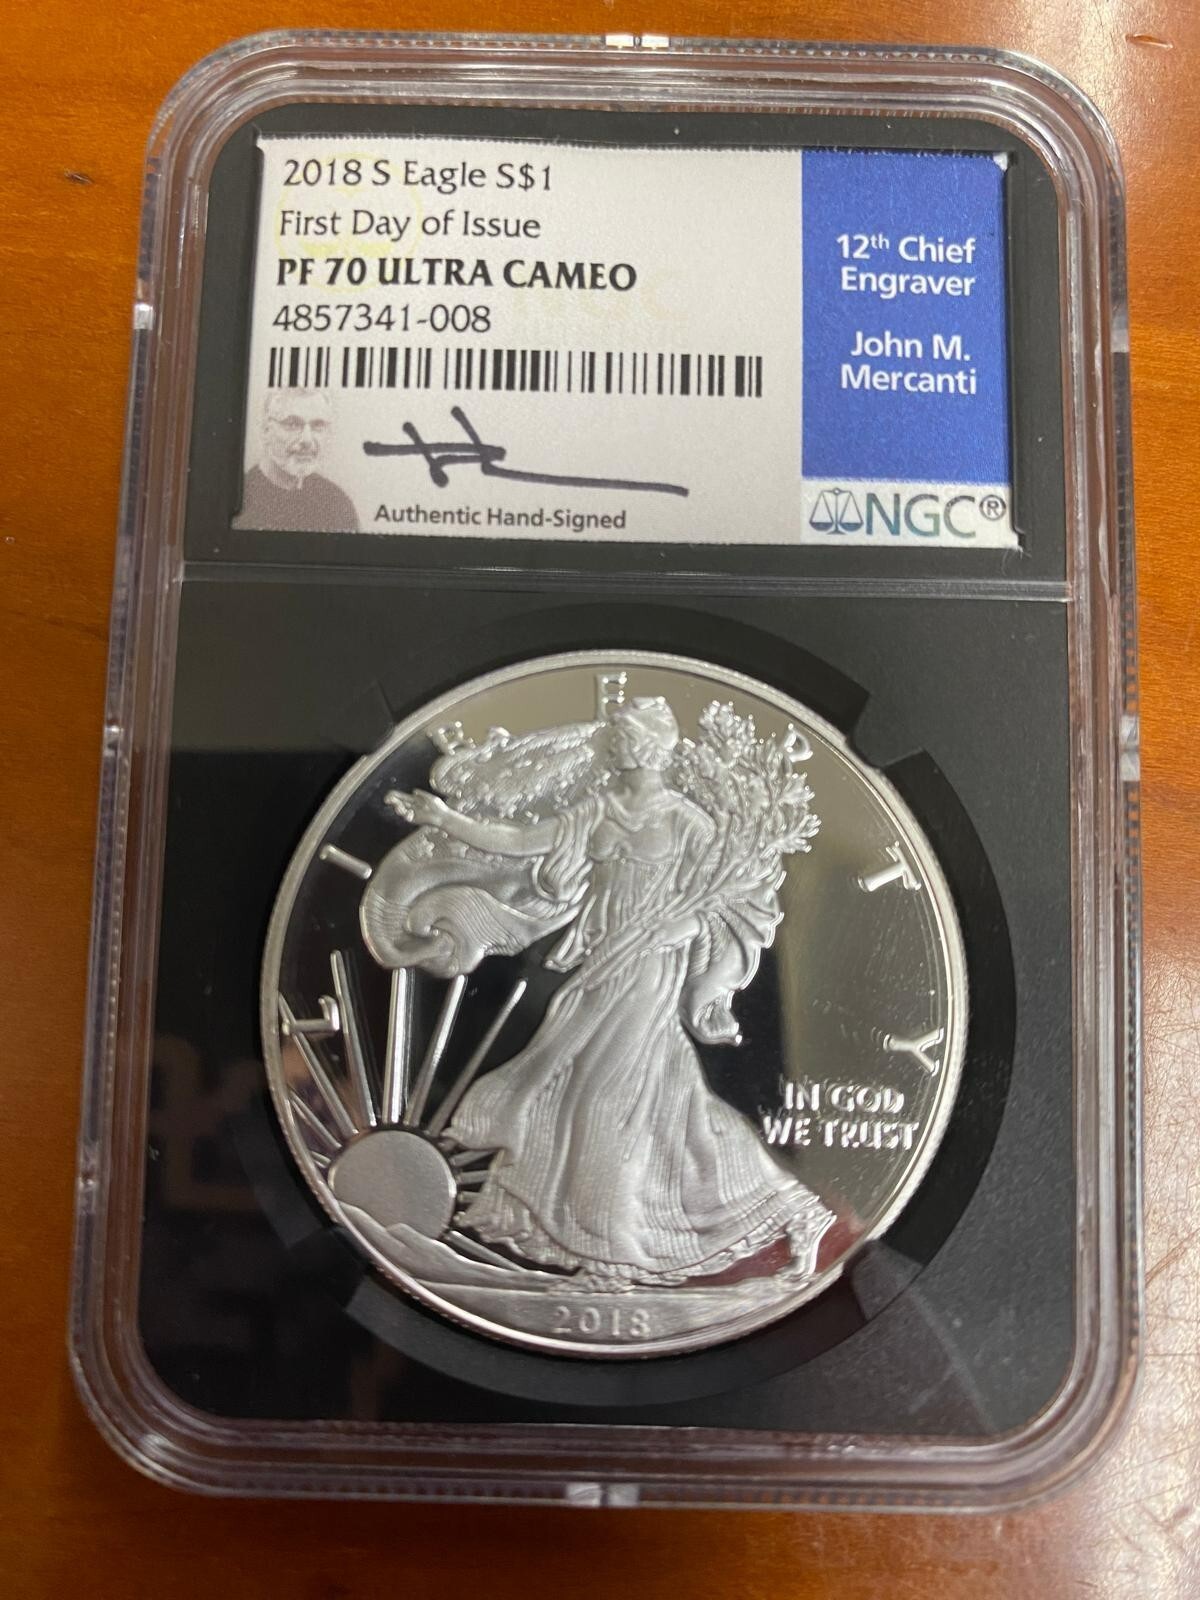 2018 S Eagle S$1
First Day of Issue
PF 70 ULTRA CAMEO
4857341-008
Authentic Hand-Signed
12th Chief
Engraver
John M.
Mercanti
NGC®
LIBERTY
IN GOD
WE TRUST
2018